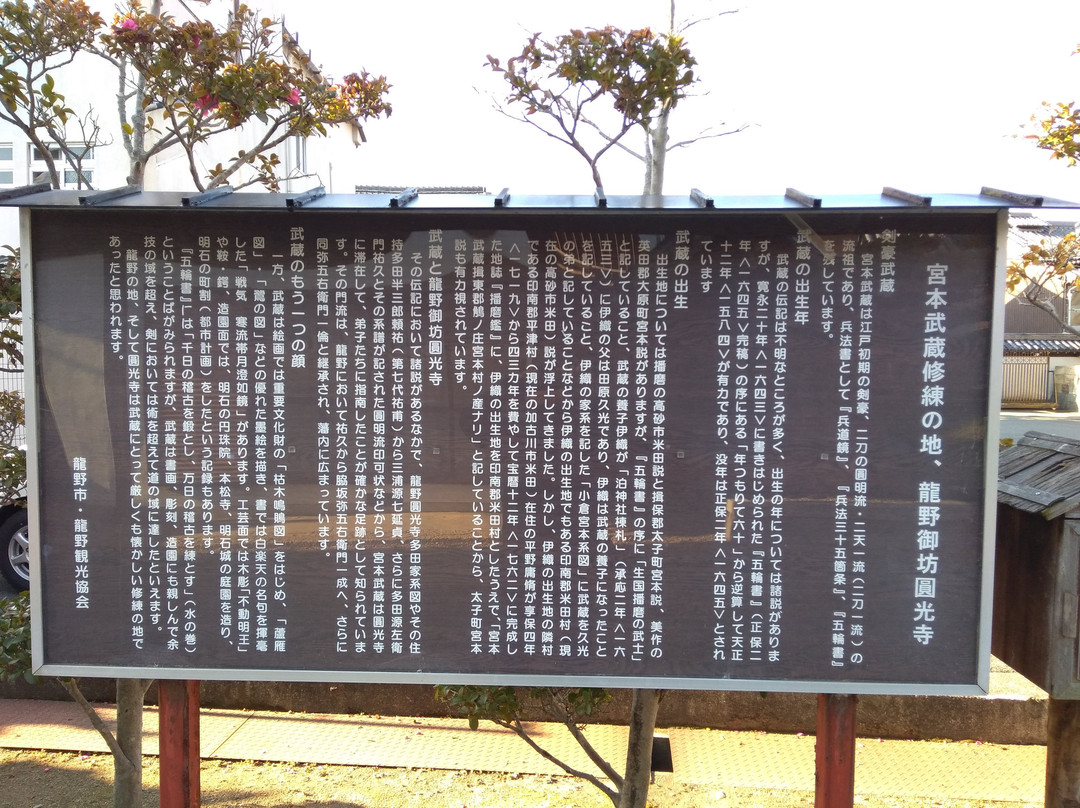 宮本武蔵修練の地、龍野御坊圓光寺
剣豪武蔵
宮本武蔵は江戸初期の剣豪、二刀の圓明流・二天一流（二刀一流）の
流祖であり、兵法書として『兵道鏡』、『兵法三十五箇条』、『五輪書』
を残しています。
武蔵の出生年
武蔵の伝記は不明なところが多く、出生の年については諸説がありま
すが、寛永二十年＜一六四三＞に書きはじめられた『五輪書』（正保二
年＜一六四五＞完稿）の序にある「年つもりて六十」から逆算して天正
十二年＜一五八四＞が有力であり、没年は正保二年＜一六四五＞とされ
ています
武蔵の出生
出生地については播磨の高砂市米田説と揖保郡太子町宮本説、美作の
英田郡大原町宮本説がありますが、『五輪書』の序に「生国播磨の武士」
と記していること、武蔵の養子伊織が「泊神社棟札」（承応二年＜一六
五三＞）に伊織の父は田原久光であり、伊織は武蔵の養子になったこと
を記していること、伊織の家系を記した「小倉宮本系図」に武蔵を久光
の弟と記していることなどから伊織の出生地でもある印南郡米田村（現
在の高砂市米田）説が浮上してきました。しかし、伊織の出生地の隣村
である印南郡平津村（現在の加古川市米田）在住の平野庸脩が享保四年
＜一七一九＞から四三カ年を費やして宝暦十二年＜一七六二＞に完成し
た地誌『播磨鑑』に、伊織の出生地を印南郡米田村としたうえで、「宮本
武蔵揖東郡鵤ノ庄宮本村ノ産ナリ」と記していることから、太子町宮本
説も有力視されています。
武蔵と龍野御坊圓光寺
その伝記において諸説があるなかで、龍野圓光寺多田家系図やその住
持多田半三郎頼祐（第七代祐甫）から三浦源七延貞、さらに多田源左衛
門祐久とその系譜が記された圓明流印可状などから、宮本武蔵は圓光寺
に滞在して、弟子たちに指南したことが確かな足跡として知られていま
す。その門流は、龍野において祐久から脇坂弥五右衛門一成へ、さらに
同弥五右衛門一倫と継承され、藩内に広まっています。
武蔵のもう一つの顔
一方、武蔵は絵画では重要文化財の「枯木鳴鵙図」をはじめ、「蘆雁
図」・「鵞の図」などの優れた墨絵を描き、書では白楽天の名句を揮毫
した「戦気　寒流帯月澄如鏡」があります。工芸面では木彫「不動明王」
や鞍・鍔、造園面では、明石の円珠院、本松寺、明石城の庭園を造り、
明石の町割（都市計画）をしたという記録もあります。
『五輪書』には「千日の稽古を鍛とし、万日の稽古を練とす」（水の巻）
ということばがみられますが、武蔵は書画、彫刻、造園にも親しんで余
技の域を超え、剣においては術を超えて道の域に達したといえます。
龍野の地、そして圓光寺は武蔵にとって厳しくも懐かしい修練の地で
あったと思われます。
龍野市・龍野観光協会